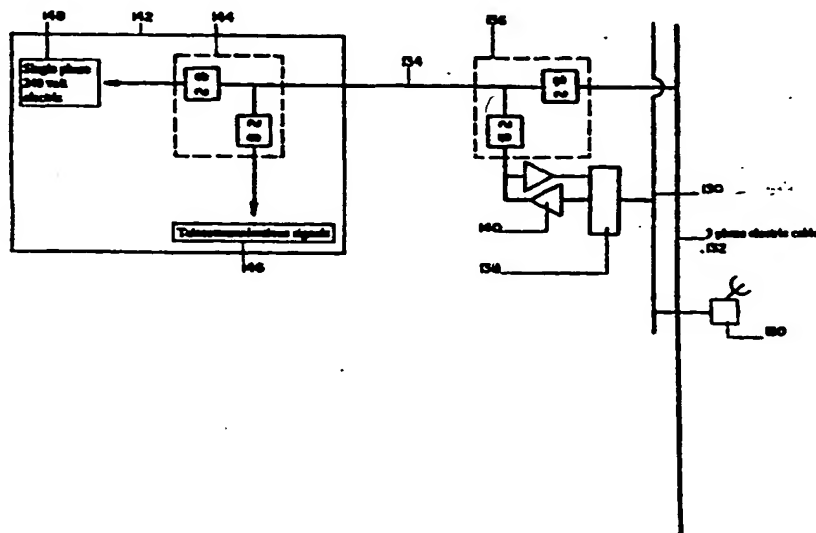 148
142
144
Single phase
240 volt
electric
134
136
Telecommunications signals
146
140
138
130
3 phase electric cable
132